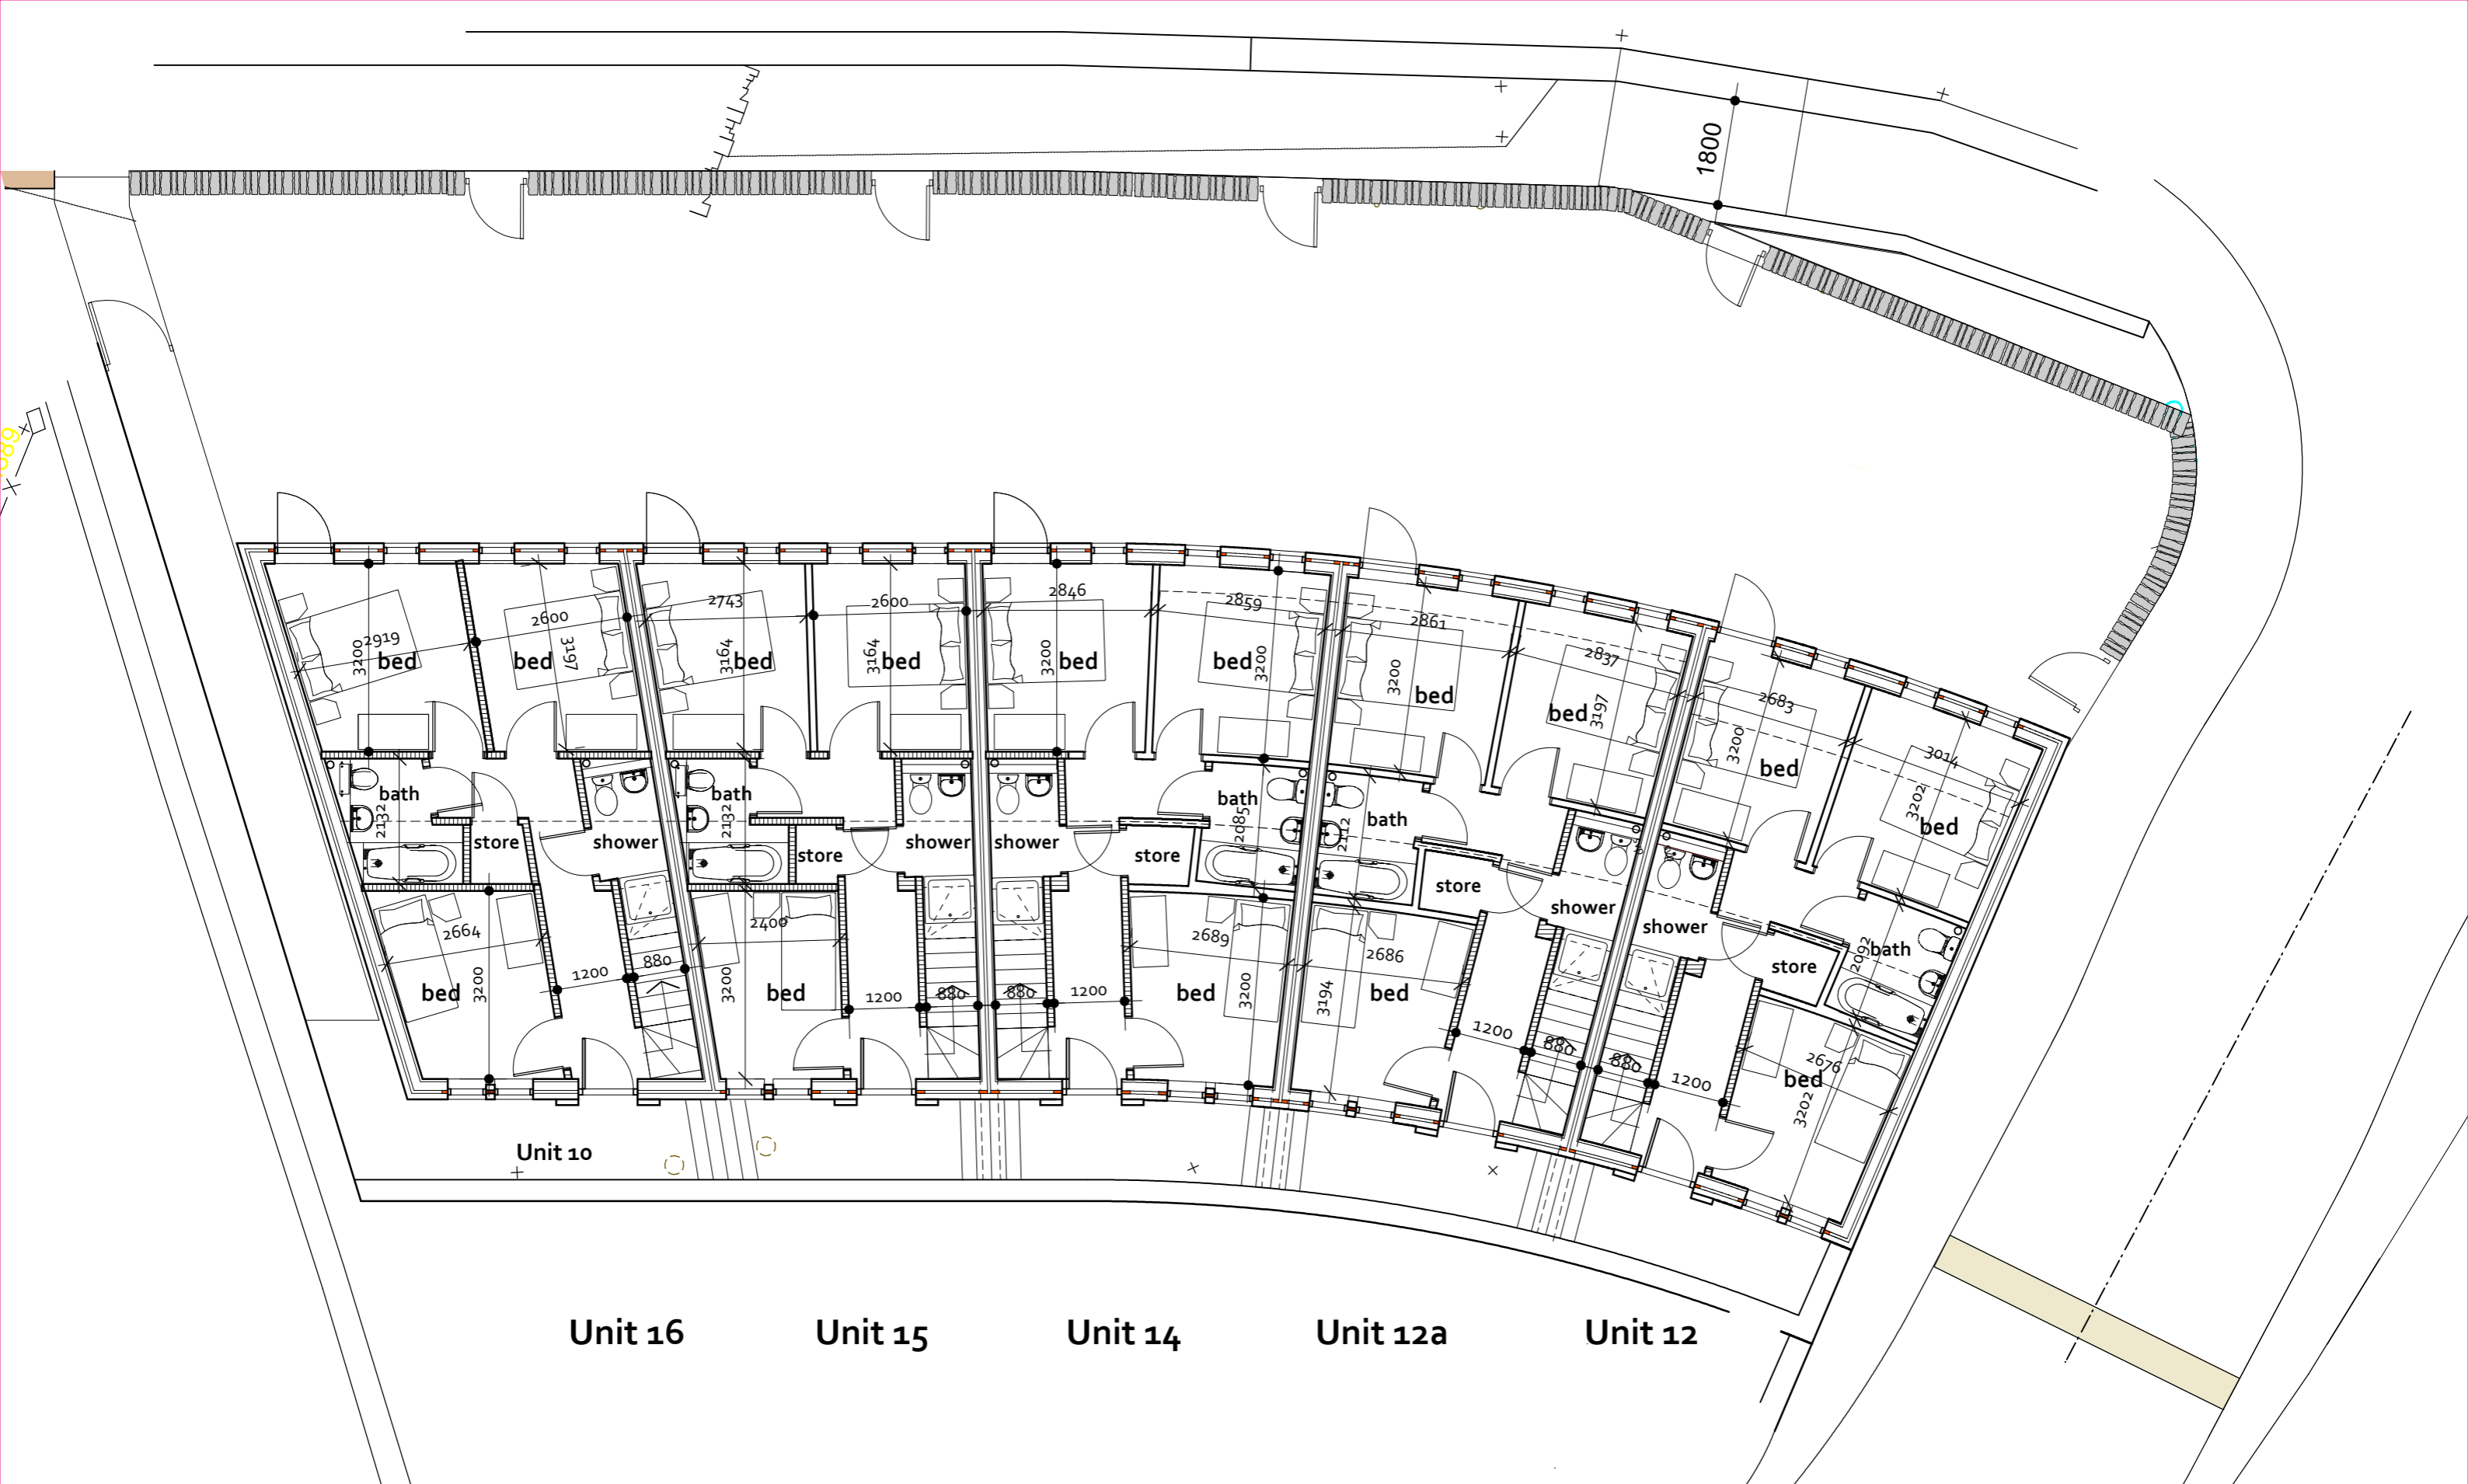 1800
689
2919
3200
bed
2600
3197
bed
2743
3164
bed
2600
3164
bed
2846
3200
bed
2859
3200
bed
2861
3200
bed
2837
3197
bed
2683
3200
bed
3014
3202
bed
bath
2132
store
shower
bath
2132
store
shower
shower
store
bath
2085
bath
2112
store
shower
shower
store
bath
2092
2664
bed
3200
1200
880
2400
3200
bed
1200
880
880
1200
2689
bed
3200
2686
3194
bed
1200
880
880
1200
2676
bed
3202
Unit 10
Unit 16
Unit 15
Unit 14
Unit 12a
Unit 12